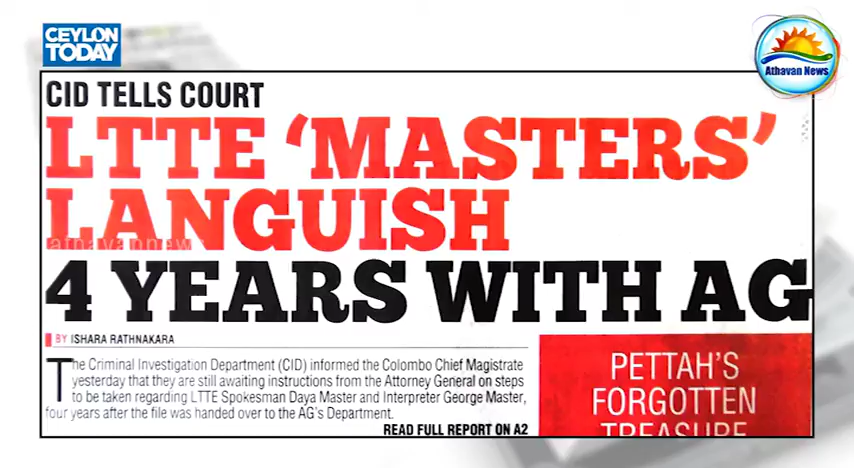 CEYLON
TODAY
Athavan News
CID TELLS COURT
LTTE ‘MASTERS’
LANGUISH
athavannews
4 YEARS WITH AG
BY ISHARA RATHNAKARA
The Criminal Investigation Department (CID) informed the Colombo Chief Magistrate
yesterday that they are still awaiting instructions from the Attorney General on steps
to be taken regarding LTTE Spokesman Daya Master and Interpreter George Master,
four years after the file was handed over to the AG's Department.
READ FULL REPORT ON A2
PETTAH'S
FORGOTTEN
TREASURE